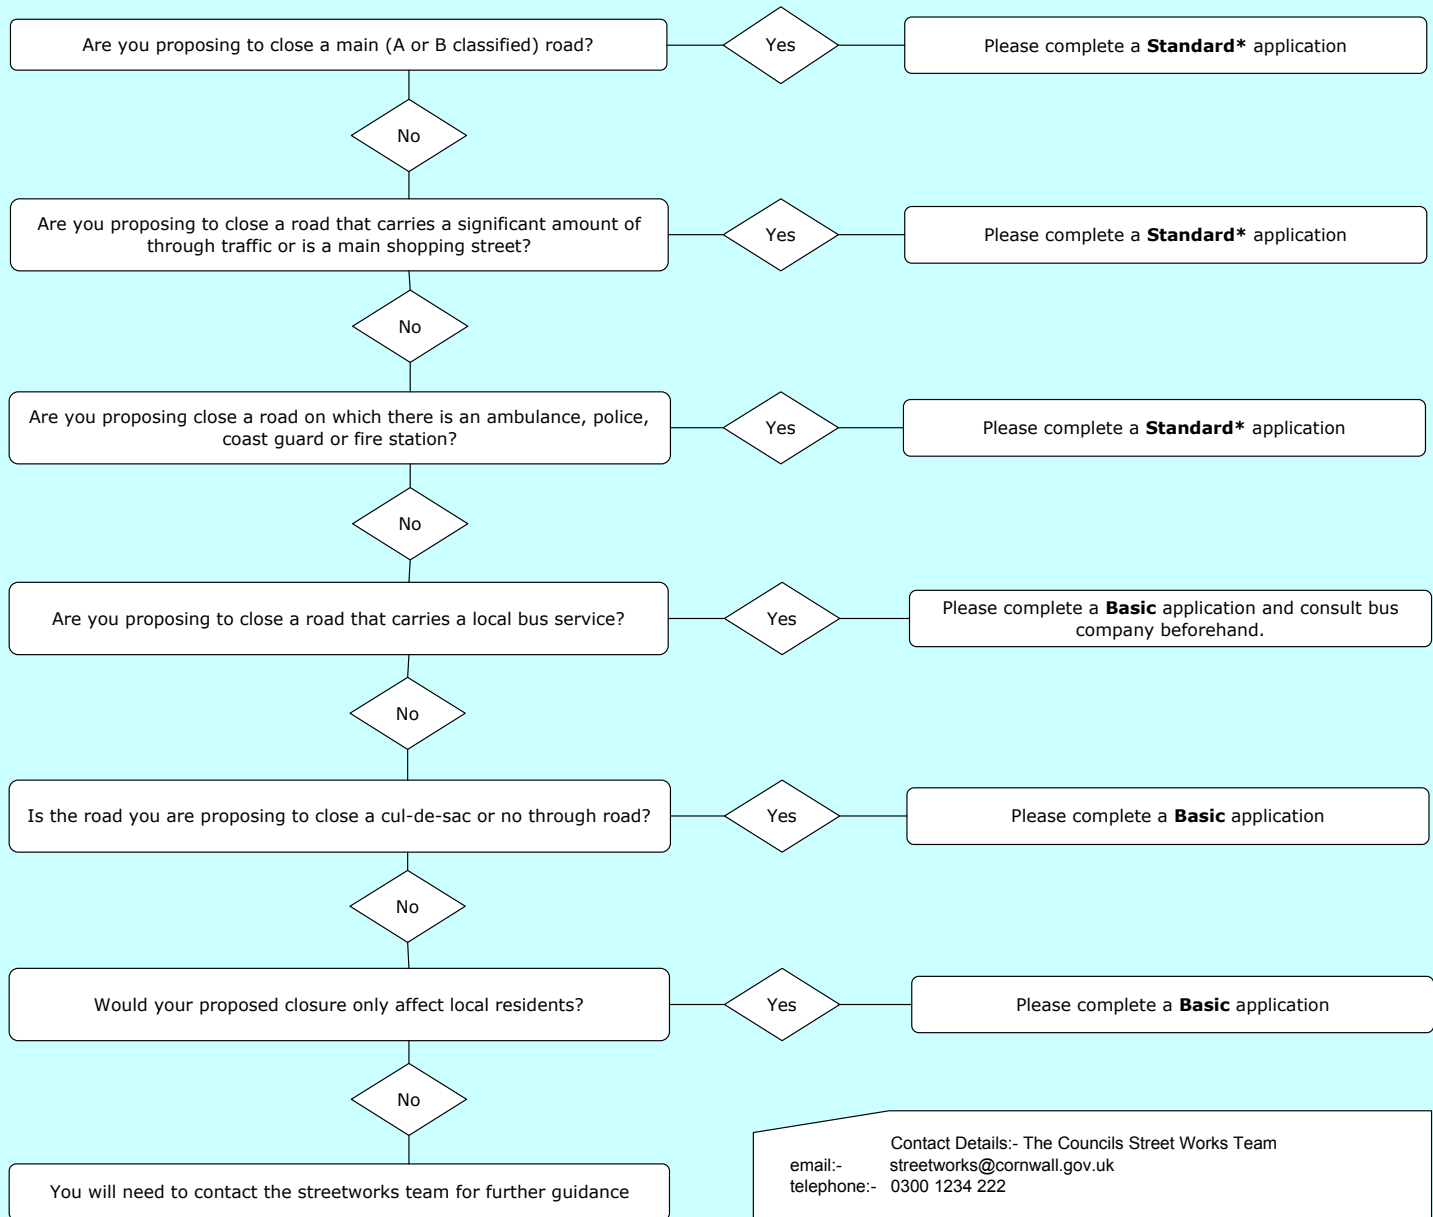 Are you proposing to close a main (A or B classified) road?
Yes
Please complete a Standard* application
No
Are you proposing to close a road that carries a significant amount of
through traffic or is a main shopping street?
Yes
Please complete a Standard* application
No
Are you proposing close a road on which there is an ambulance, police,
coast guard or fire station?
Yes
Please complete a Standard* application
No
Are you proposing to close a road that carries a local bus service?
Yes
Please complete a Basic application and consult bus
company beforehand.
No
Is the road you are proposing to close a cul-de-sac or no through road?
Yes
Please complete a Basic application
No
Would your proposed closure only affect local residents?
Yes
Please complete a Basic application
No
You will need to contact the streetworks team for further guidance
Contact Details:- The Councils Street Works Team
email:- streetworks@cornwall.gov.uk
telephone:- 0300 1234 222